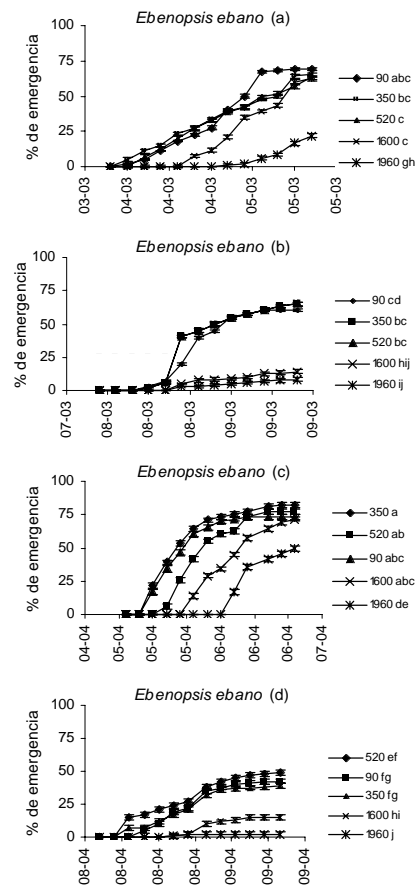 Ebenopsis ebano (a)
% de emergencia
100
75
50
25
0
03-03
04-03
04-03
04-03
04-03
05-03
05-03
05-03
90 abc
350 bc
520 c
1600 c
1960 gh
Ebenopsis ebano (b)
% de emergencia
100
75
50
25
0
07-03
08-03
08-03
09-03
09-03
09-03
09-03
90 cd
350 bc
520 bc
1600 hij
1960 ij
Ebenopsis ebano (c)
% de emergencia
100
75
50
25
0
04-04
05-04
05-04
05-04
06-04
06-04
06-04
07-04
350 a
520 ab
90 abc
1600 abc
1960 de
Ebenopsis ebano (d)
% de emergencia
100
75
50
25
0
08-04
08-04
08-04
08-04
09-04
09-04
09-04
520 ef
90 fg
350 fg
1600 hi
1960 j